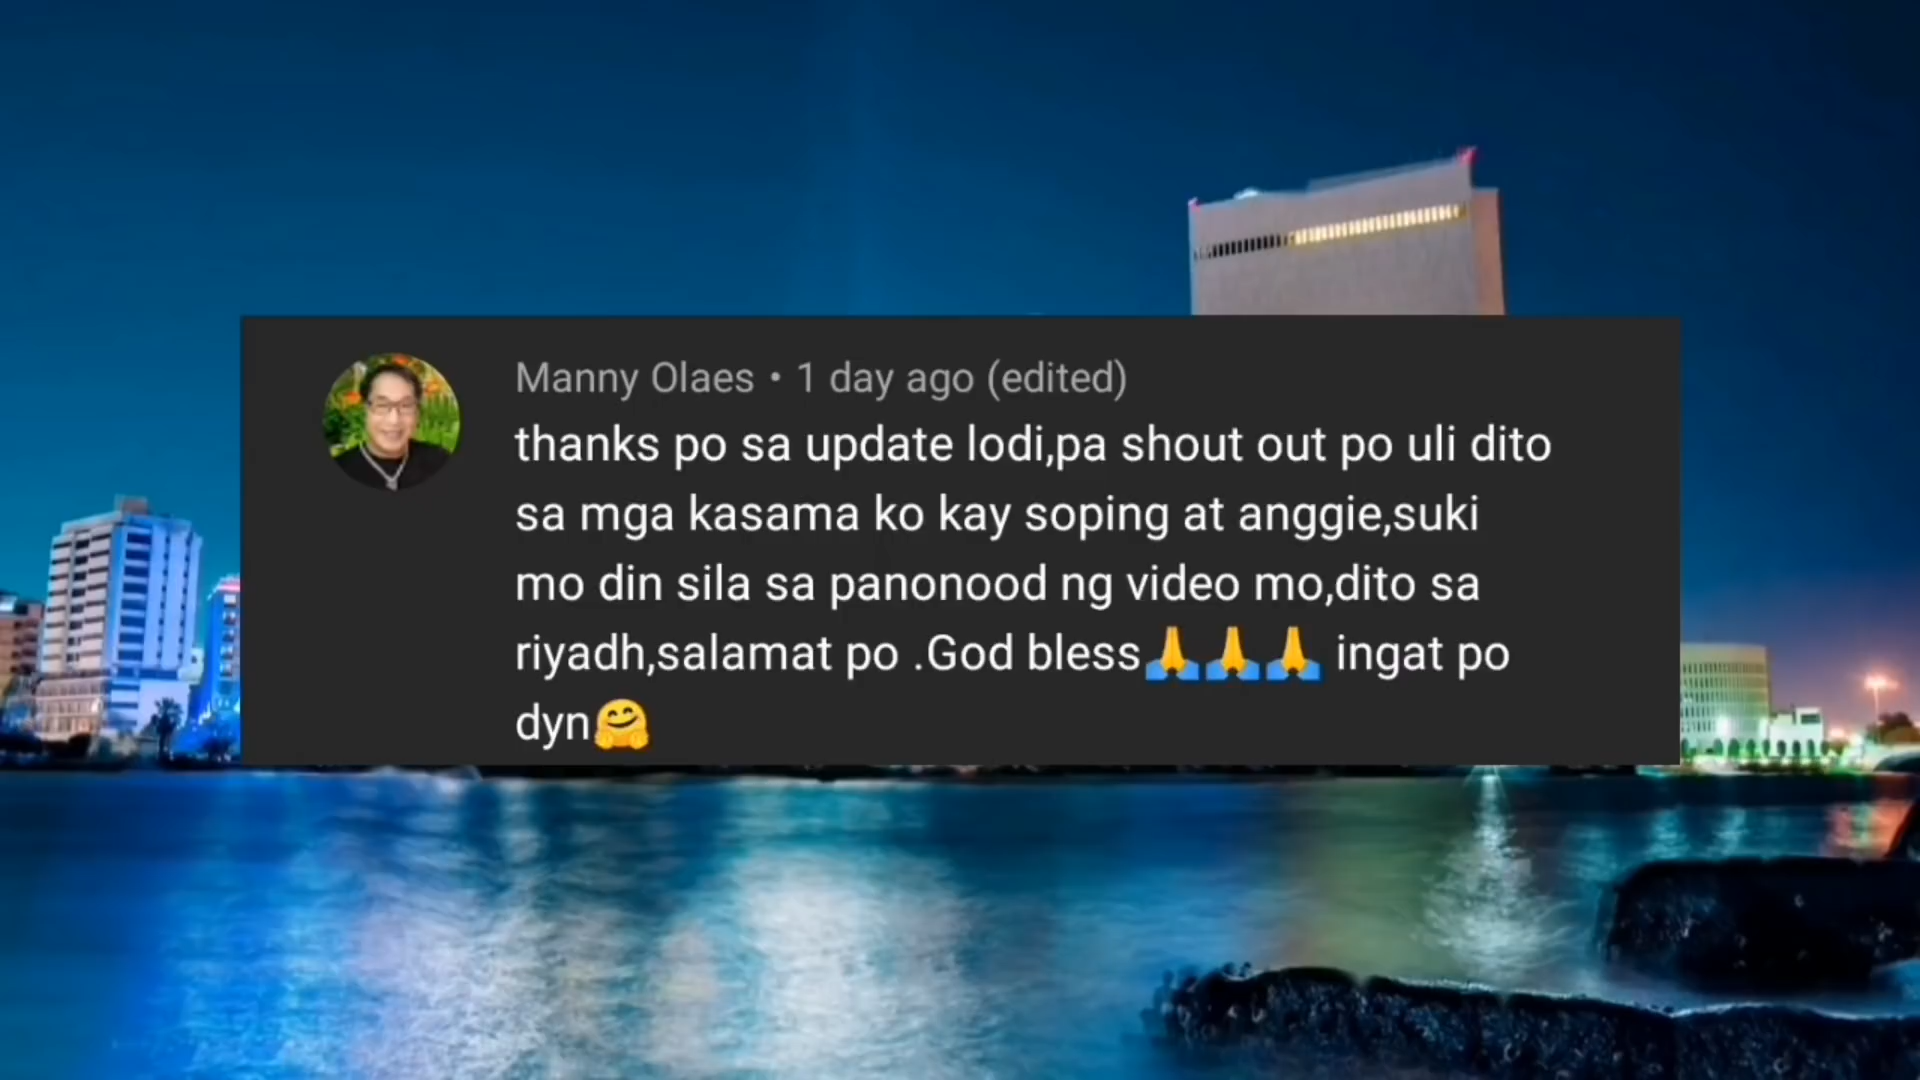 Manny Olaes • 1 day ago (edited)
thanks po sa update lodi,pa shout out po uli dito
sa mga kasama ko kay soping at anggie,suki
mo din sila sa panonood ng video mo,dito sa
riyadh,salamat po .God bless🙏🙏🙏 ingat po
dyn🤗